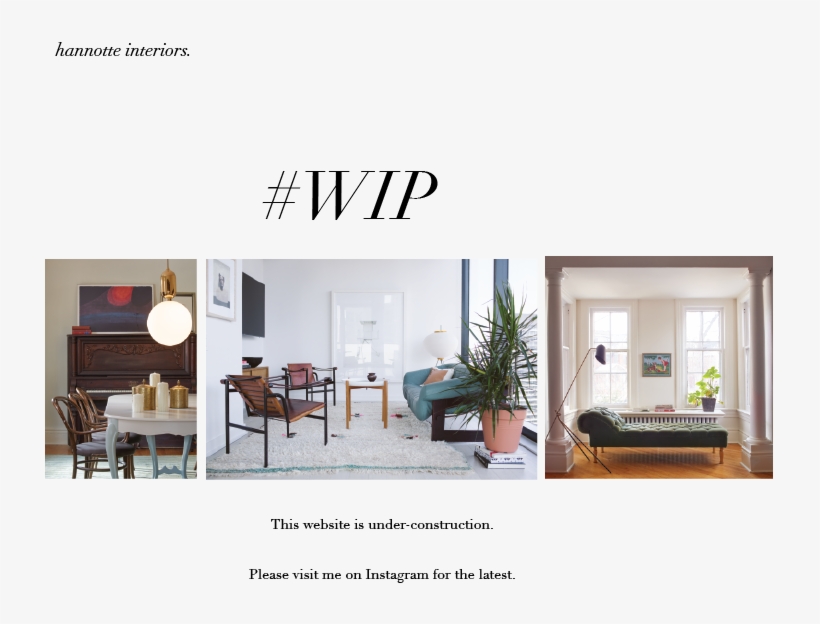 hannotte interiors.
#WIP
This website is under-construction.
Please visit me on Instagram for the latest.